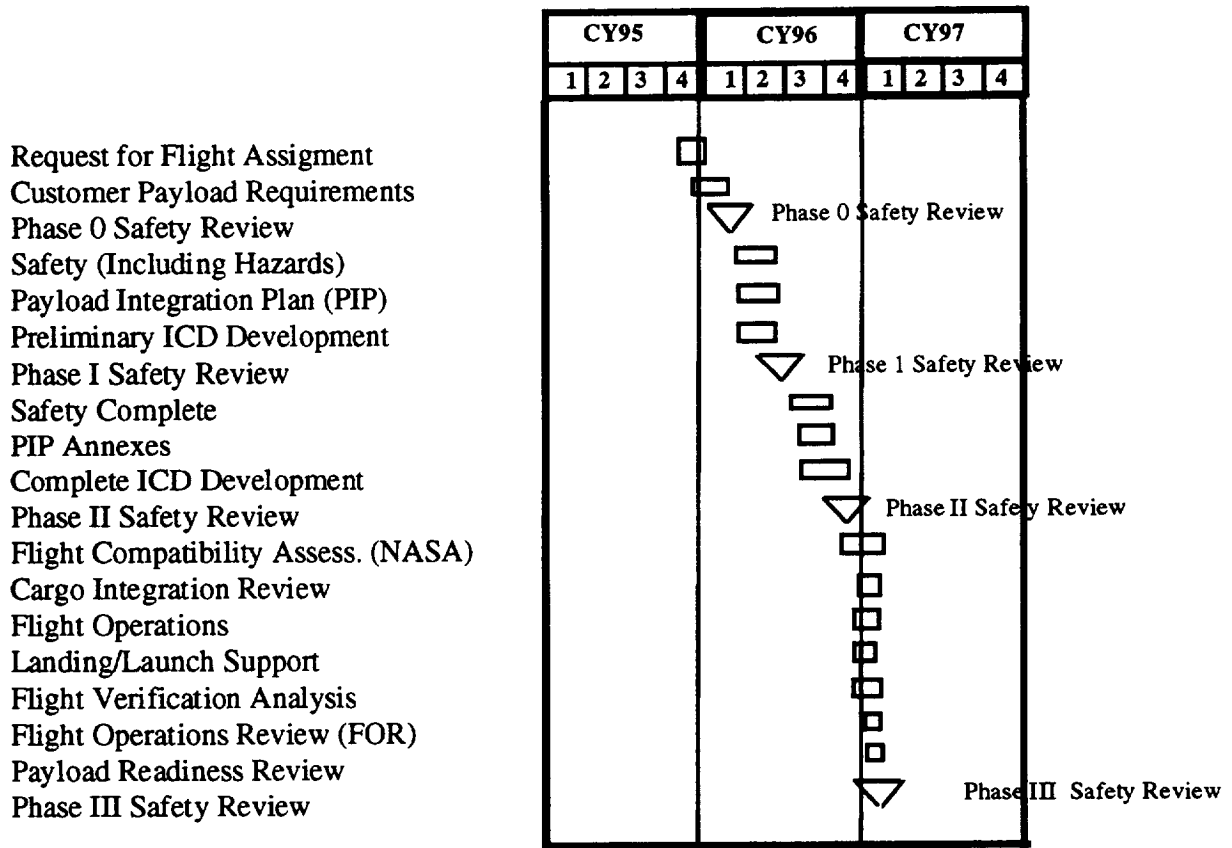 CY95 CY96 CY97
1 2 3 4 1 2 3 4 1 2 3 4
Request for Flight Assigment
Customer Payload Requirements
Phase 0 Safety Review Phase 0 Safety Review
Safety (Including Hazards)
Payload Integration Plan (PIP)
Preliminary ICD Development
Phase I Safety Review Phase 1 Safety Review
Safety Complete
PIP Annexes
Complete ICD Development
Phase II Safety Review Phase II Safety Review
Flight Compatibility Assess. (NASA)
Cargo Integration Review
Flight Operations
Landing/Launch Support
Flight Verification Analysis
Flight Operations Review (FOR)
Payload Readiness Review
Phase III Safety Review Phase III Safety Review